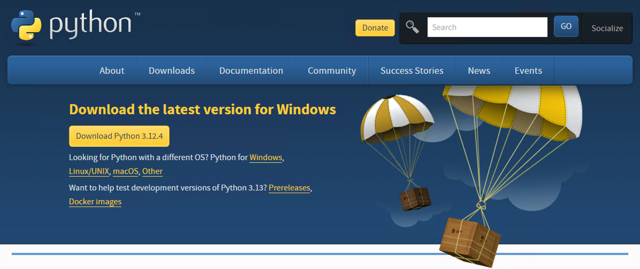 python™
Donate
Search
GO
Socialize
About
Downloads
Documentation
Community
Success Stories
News
Events
Download the latest version for Windows
Download Python 3.12.4
Looking for Python with a different OS? Python for Windows,
Linux/UNIX, macOS, Other
Want to help test development versions of Python 3.13? Prereleases,
Docker images